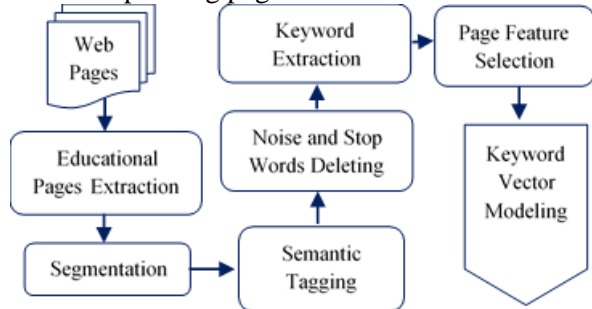 Web
Pages
Educational
Pages Extraction
Segmentation
Semantic
Tagging
Noise and Stop
Words Deleting
Keyword
Extraction
Page Feature
Selection
Keyword
Vector
Modeling